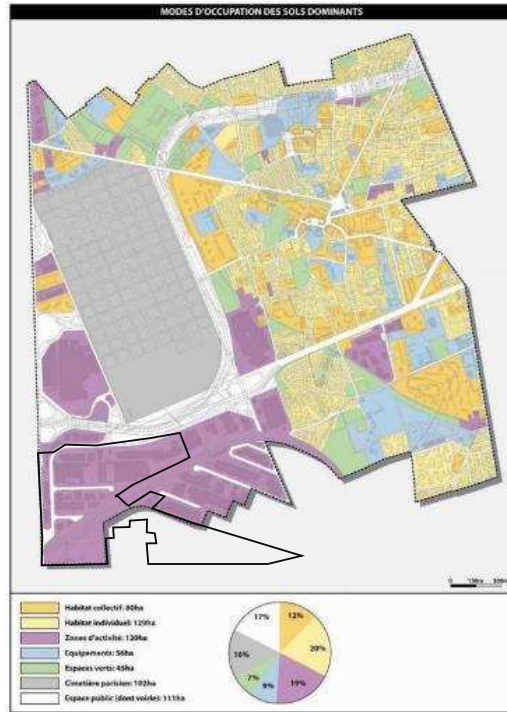 MODES D'OCCUPATION DES SOLS DOMINANTS
Habitat collectif: 80ha
Habitat individuel: 129ha
Zones d'activité: 120ha
Equipements: 56ha
Espaces verts: 45ha
Cimetière parisien: 102ha
Espace public (dont voirie): 111ha
17%
12%
20%
19%
9%
7%
16%
0